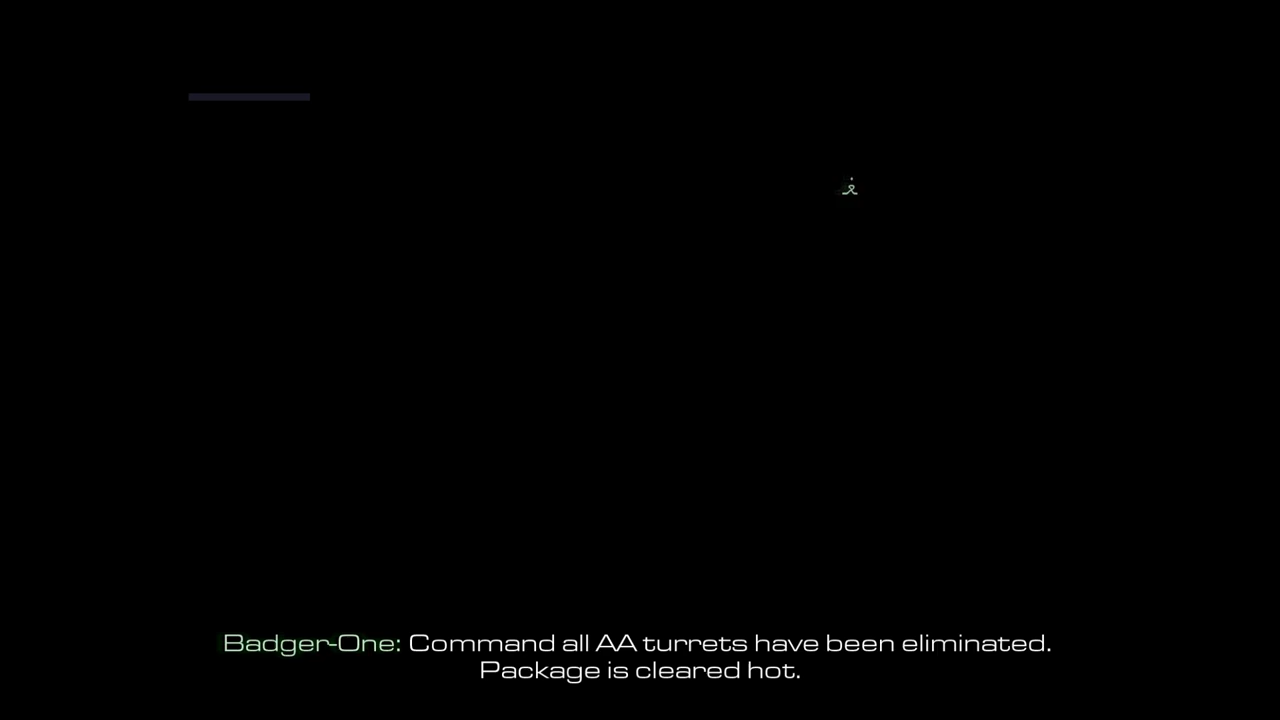 Badger-One: Command all AA turrets have been eliminated.
Package is cleared hot.